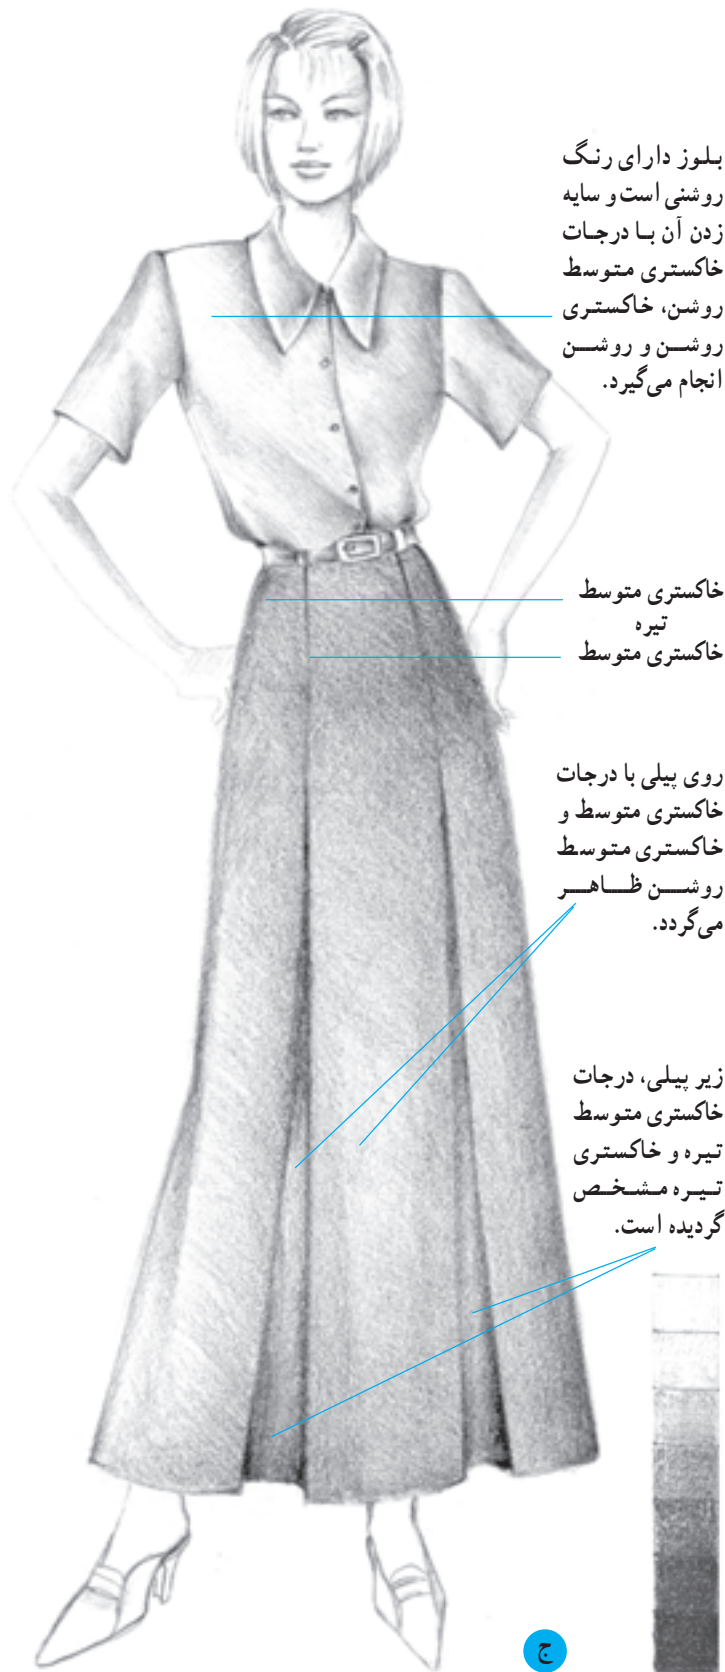 بلوز دارای رنگ
روشنی است و سایه
زدن آن با درجات
خاکستری متوسط
روشن، خاکستری
روشن و روشن
انجام می‌گیرد.
خاکستری متوسط
تیره
خاکستری متوسط
روی پیلی با درجات
خاکستری متوسط و
خاکستری متوسط
روشن ظاهر
می‌گردد.
زیر پیلی، درجات
خاکستری متوسط
تیره و خاکستری
تیره مشخص
گردیده است.
ج